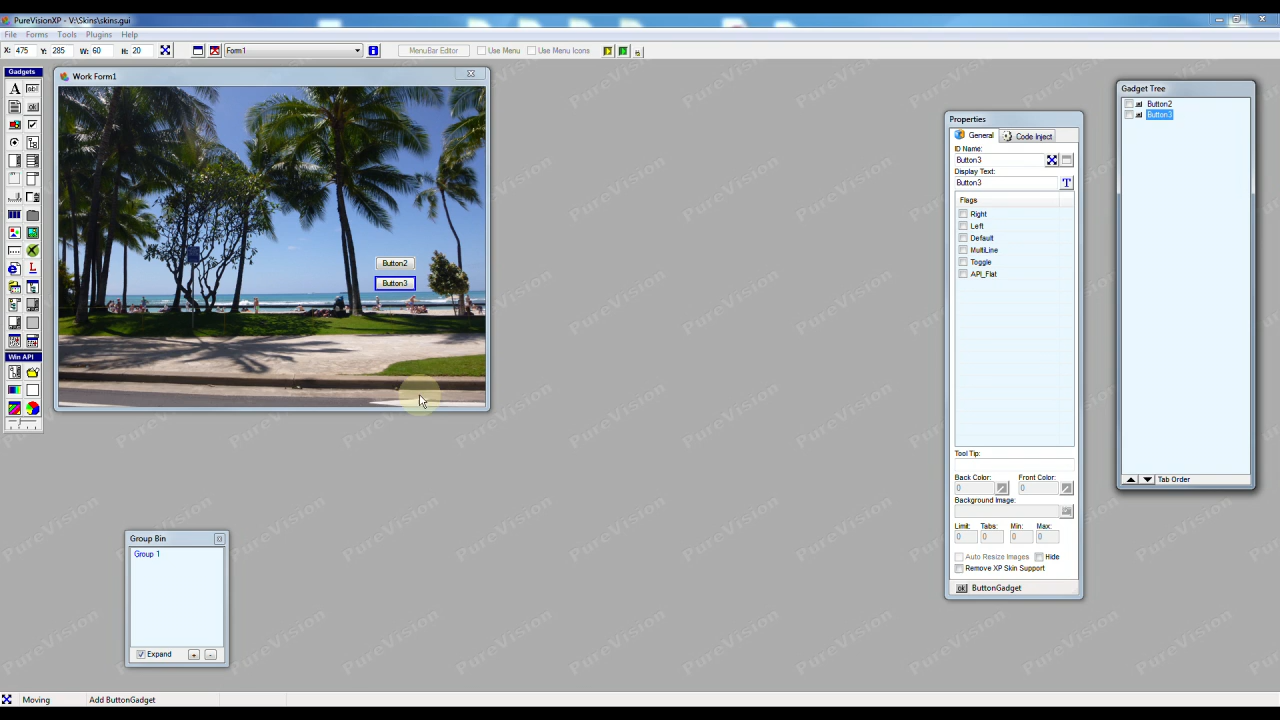 PureVisionXP - V:\Skins\skins.gui
File Forms Tools Plugins Help
X: 475 Y: 285 W: 60 H: 20 Form1 MenuBar Editor Use Menu Use Menu Icons
Gadgets
Win API
Work Form1
Button2
Button3
Group Bin
Group 1
Expand + -
Properties
General Code Inject
ID Name:
Button3
Display Text:
Button3
T
Flags
Right
Left
Default
MultiLine
Toggle
API_Flat
Tool Tip:
Back Color: Front Color:
0 0
Background Image:
Limit: Tabs: Min: Max:
0 0 0 0
Auto Resize Images Hide
Remove XP Skin Support
ok ButtonGadget
Gadget Tree
Button2
Button3
Tab Order
Moving Add ButtonGadget
PureVision